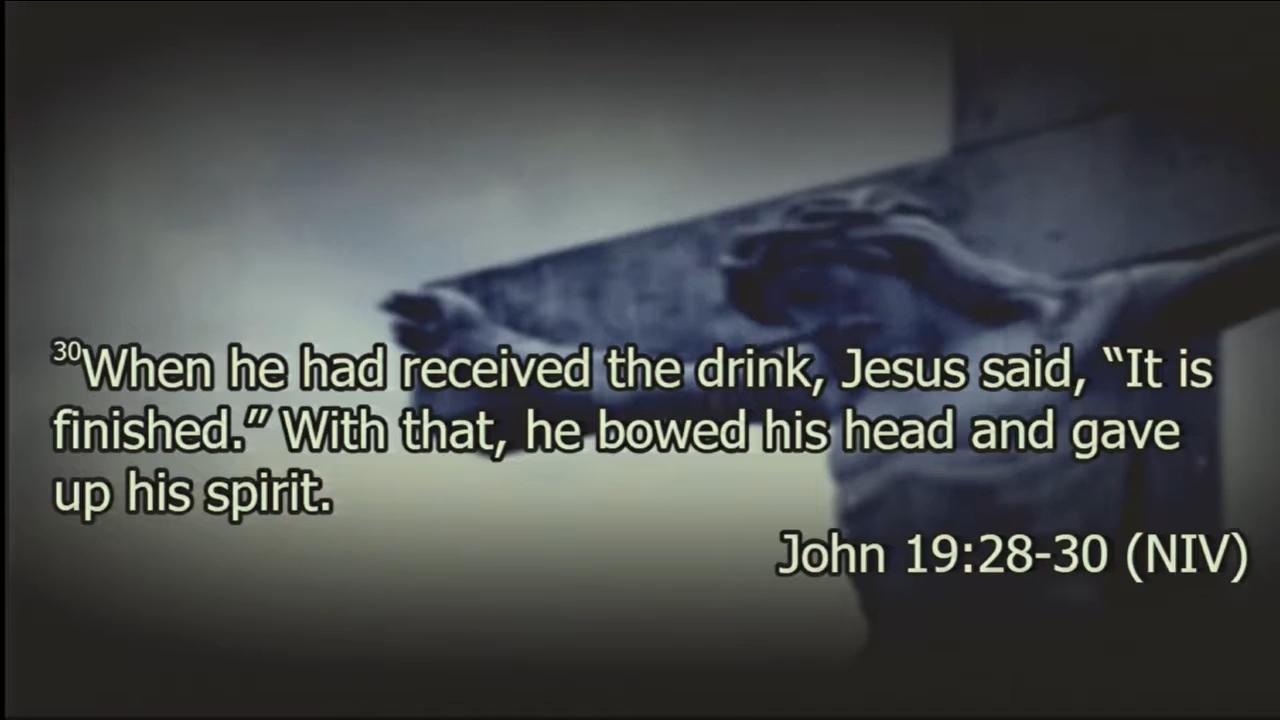 ³⁰When he had received the drink, Jesus said, “It is
finished.” With that, he bowed his head and gave
up his spirit.
John 19:28-30 (NIV)